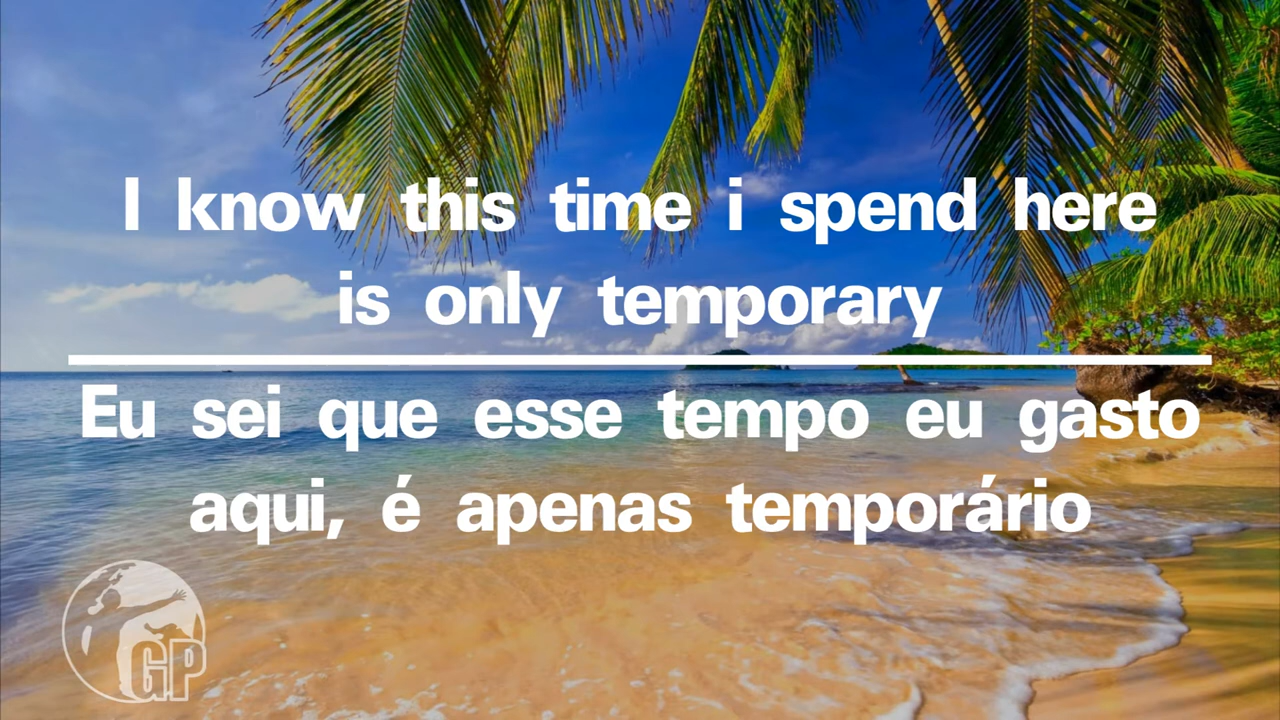 I know this time i spend here
is only temporary
Eu sei que esse tempo eu gasto
aqui, é apenas temporário
GP